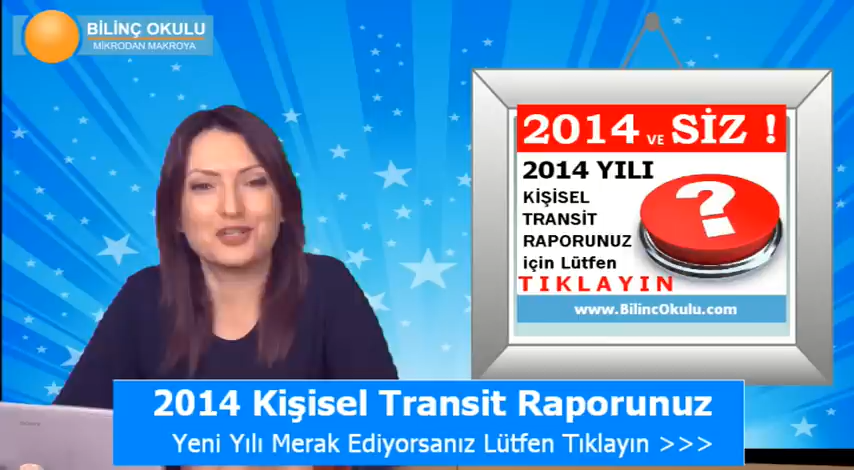 BİLİNÇ OKULU
MİKRODAN MAKROYA
2014 VE SİZ !
2014 YILI
KİŞİSEL
TRANSİT
RAPORUNUZ
için Lütfen
TIKLAYIN
?
www.BilincOkulu.com
2014 Kişisel Transit Raporunuz
Yeni Yılı Merak Ediyorsanız Lütfen Tıklayın >>>